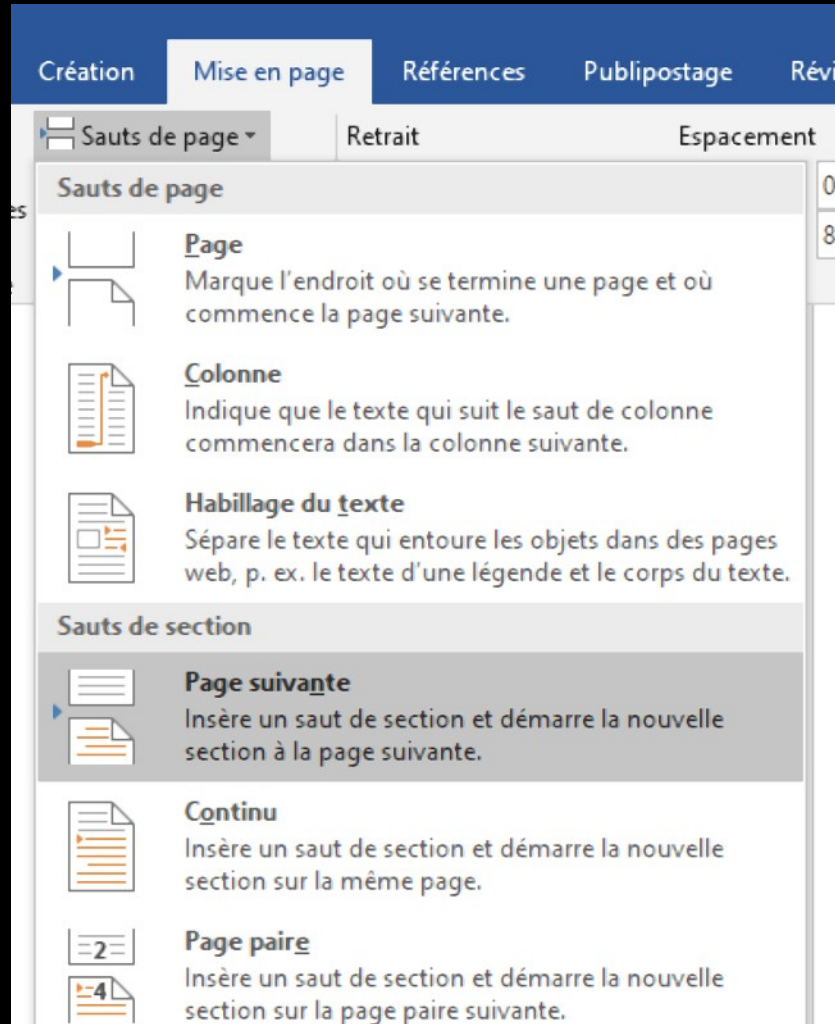 Création Mise en page Références Publipostage
Sauts de page Retrait Espacement
Sauts de page
Page
Marque l'endroit où se termine une page et où
commence la page suivante.
Colonne
Indique que le texte qui suit le saut de colonne
commencera dans la colonne suivante.
Habillage du texte
Sépare le texte qui entoure les objets dans des pages
web, p. ex. le texte d'une légende et le corps du texte.
Sauts de section
Page suivante
Insère un saut de section et démarre la nouvelle
section à la page suivante.
Continu
Insère un saut de section et démarre la nouvelle
section sur la même page.
2
Page paire
4
Insère un saut de section et démarre la nouvelle
section sur la page paire suivante.